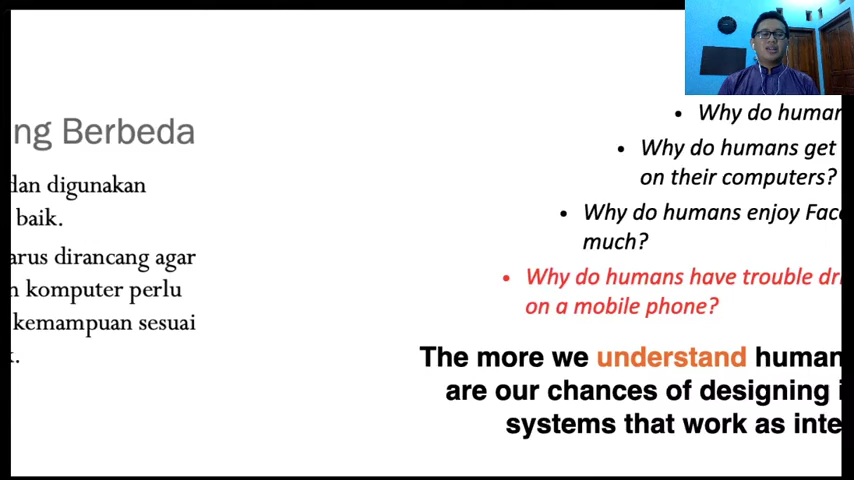 ng Berbeda
dan digunakan
baik.
arus dirancang agar
komputer perlu
kemampuan sesuai
• Why do human
• Why do humans get
on their computers?
• Why do humans enjoy Fac
much?
• Why do humans have trouble dri
on a mobile phone?
The more we understand human
are our chances of designing i
systems that work as inte